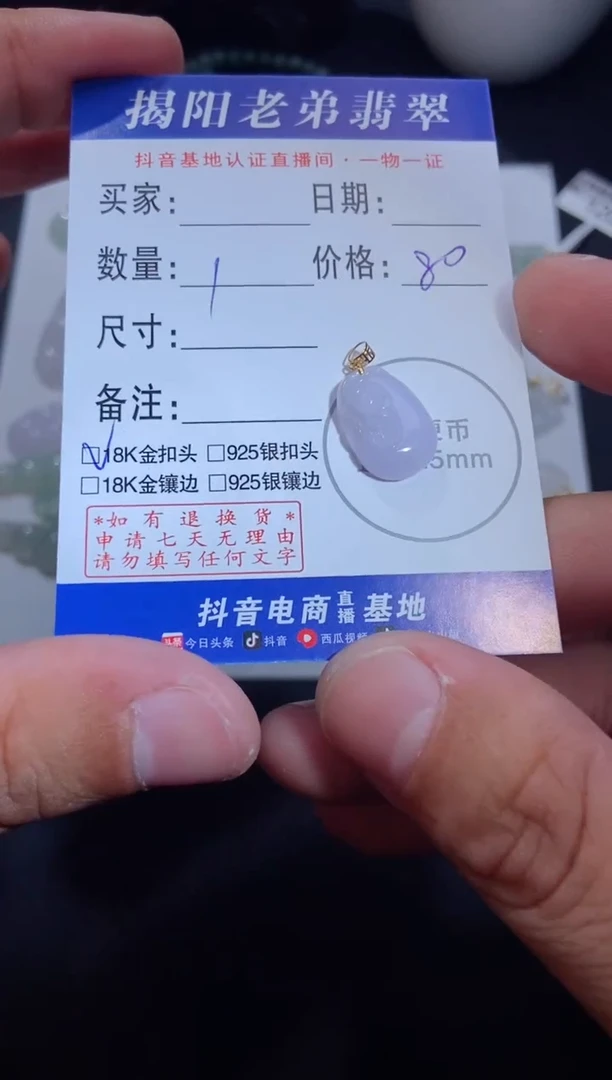 揭阳老弟翡翠
抖音基地认证直播间·一物一证
买家: 日期:
数量: 1 价格: 80
尺寸:
备注:
18K金扣头 925银扣头
18K金镶边 925银镶边
*如有退换货*
申请七天无理由
请勿填写任何文字
币
5mm
抖音电商直播基地
头条 今日头条 抖音 西瓜视频